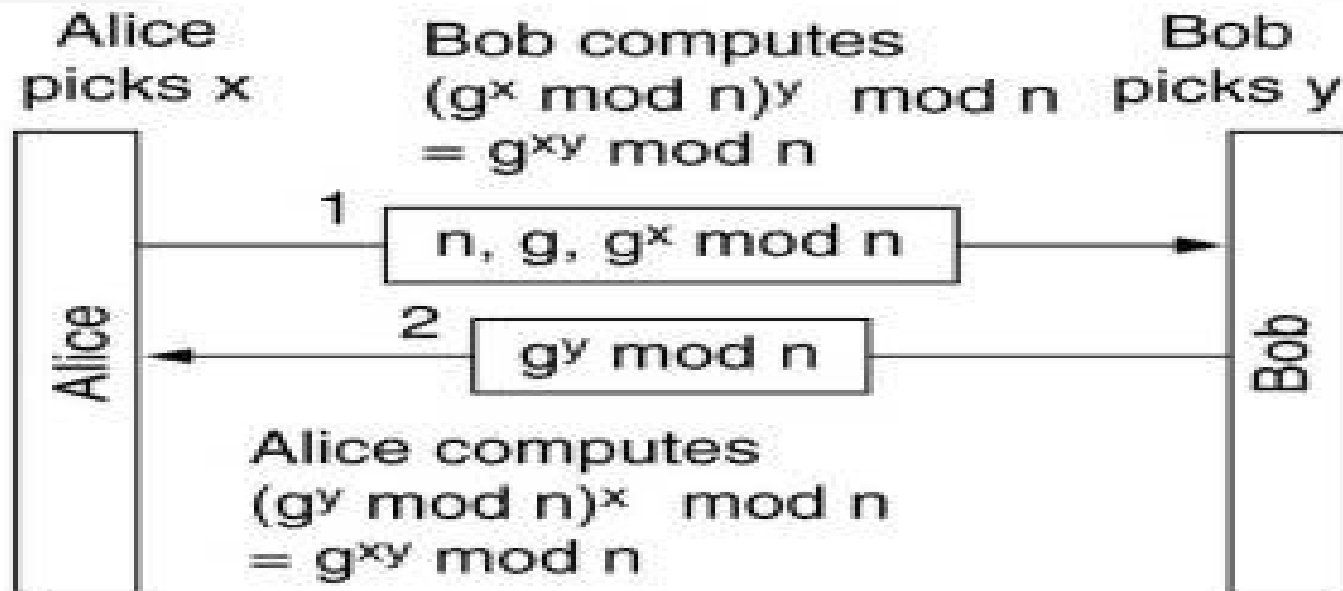 Alice
picks x
Bob computes
(gˣ mod n)ʸ mod n
= gˣʸ mod n
Bob
picks y
1
n, g, gˣ mod n
2
gʸ mod n
Alice
Bob
Alice computes
(gʸ mod n)ˣ mod n
= gˣʸ mod n